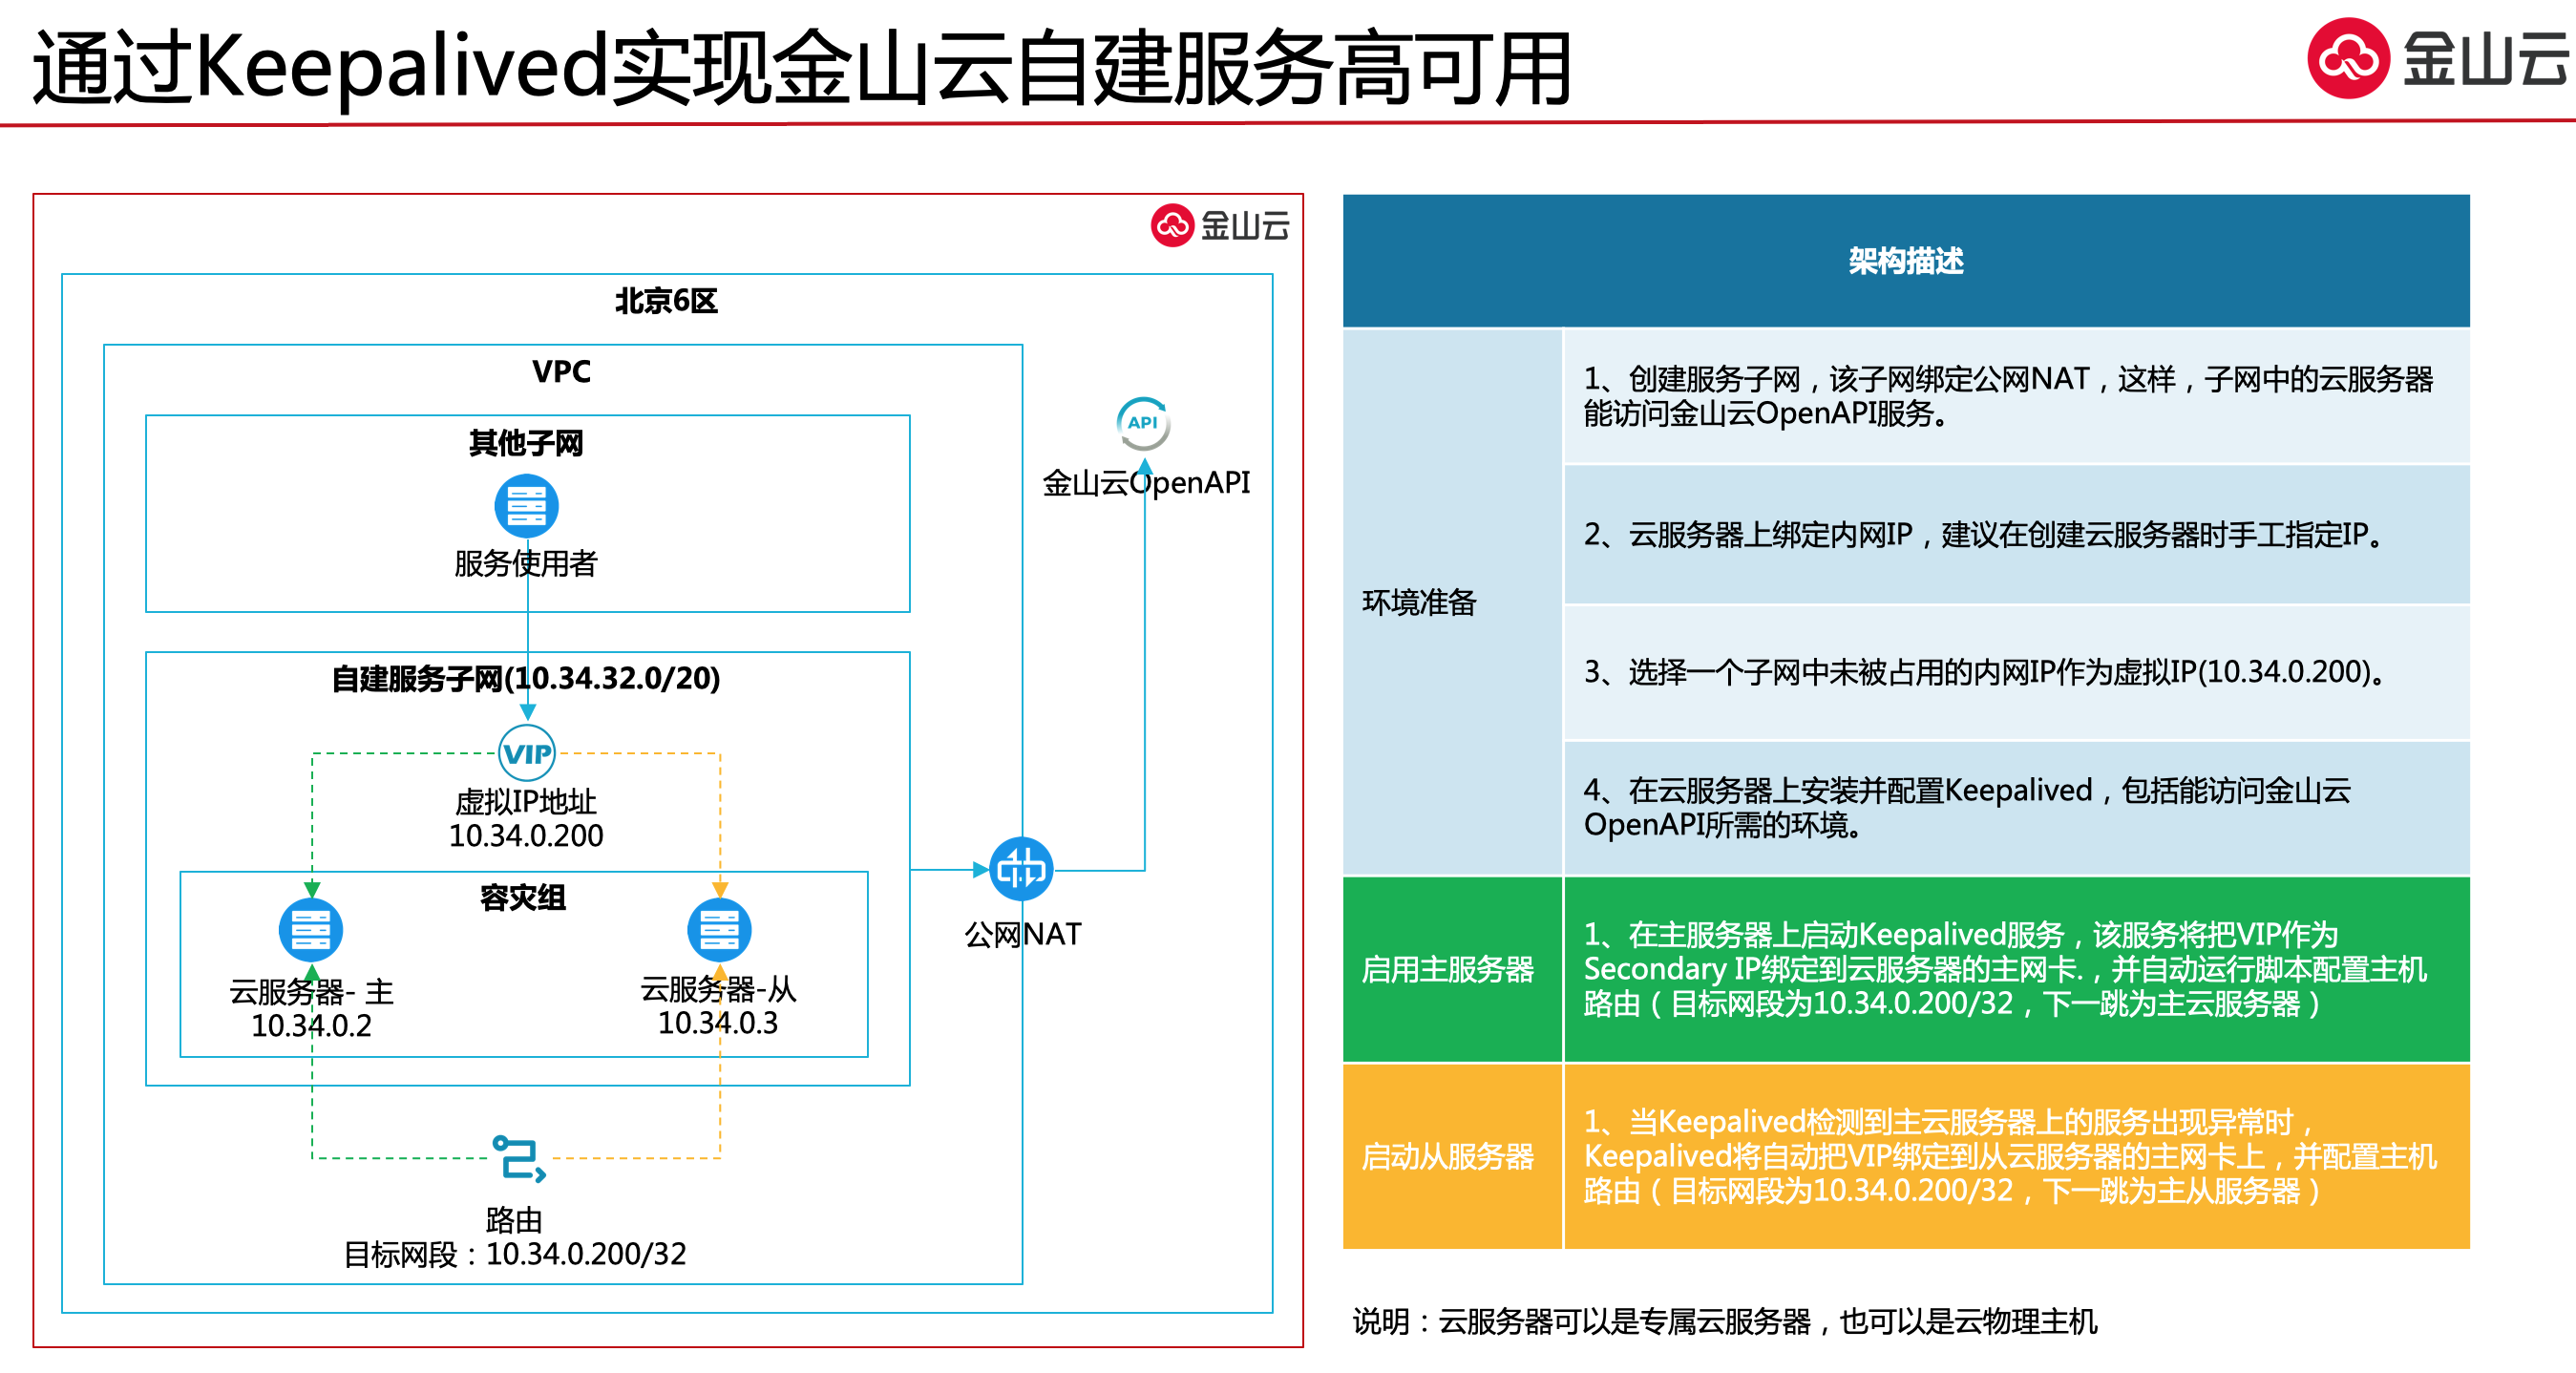 通过Keepalived实现金山云自建服务高可用
金山云
金山云
北京6区
VPC
其他子网
服务使用者
API
金山云OpenAPI
自建服务子网(10.34.32.0/20)
VIP
虚拟IP地址
10.34.0.200
容灾组
云服务器- 主
10.34.0.2
云服务器-从
10.34.0.3
公网NAT
路由
目标网段：10.34.0.200/32
架构描述
环境准备
1、创建服务子网，该子网绑定公网NAT，这样，子网中的云服务器
能访问金山云OpenAPI服务。
2、云服务器上绑定内网IP，建议在创建云服务器时手工指定IP。
3、选择一个子网中未被占用的内网IP作为虚拟IP(10.34.0.200)。
4、在云服务器上安装并配置Keepalived，包括能访问金山云
OpenAPI所需的环境。
启用主服务器
1、在主服务器上启动Keepalived服务，该服务将把VIP作为
Secondary IP绑定到云服务器的主网卡.，并自动运行脚本配置主机
路由（目标网段为10.34.0.200/32，下一跳为主云服务器）
启动从服务器
1、当Keepalived检测到主云服务器上的服务出现异常时，
Keepalived将自动把VIP绑定到从云服务器的主网卡上，并配置主机
路由（目标网段为10.34.0.200/32，下一跳为主从服务器）
说明：云服务器可以是专属云服务器，也可以是云物理主机